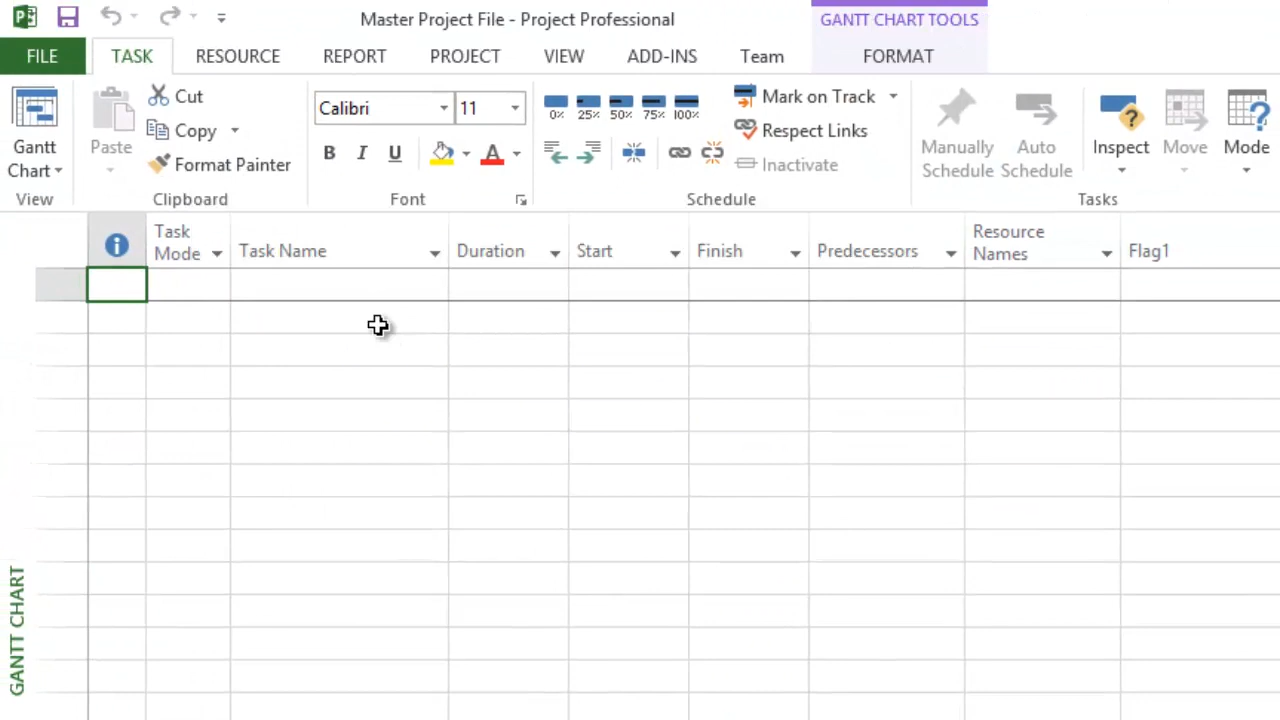 Master Project File - Project Professional
GANTT CHART TOOLS
FILE
TASK
RESOURCE
REPORT
PROJECT
VIEW
ADD-INS
Team
FORMAT
Gantt
Chart
View
Paste
Cut
Copy
Format Painter
Clipboard
Calibri
11
B
I
U
A
Font
0%
25%
50%
75%
100%
Mark on Track
Respect Links
Inactivate
Schedule
Manually
Schedule
Auto
Schedule
Inspect
Move
Mode
Tasks
Task
Mode
Task Name
Duration
Start
Finish
Predecessors
Resource
Names
Flag1
GANTT CHART